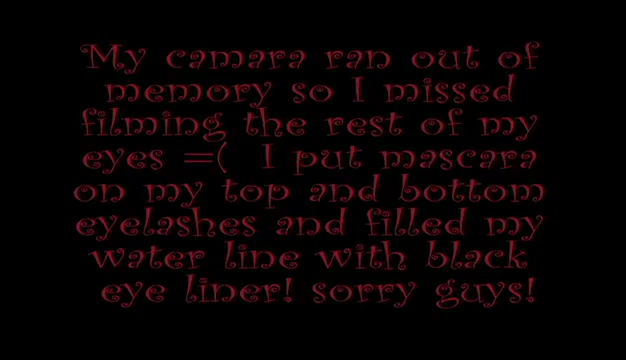 My camara ran out of
memory so I missed
filming the rest of my
eyes =( I put mascara
on my top and bottom
eyelashes and filled my
water line with black
eye liner! sorry guys!